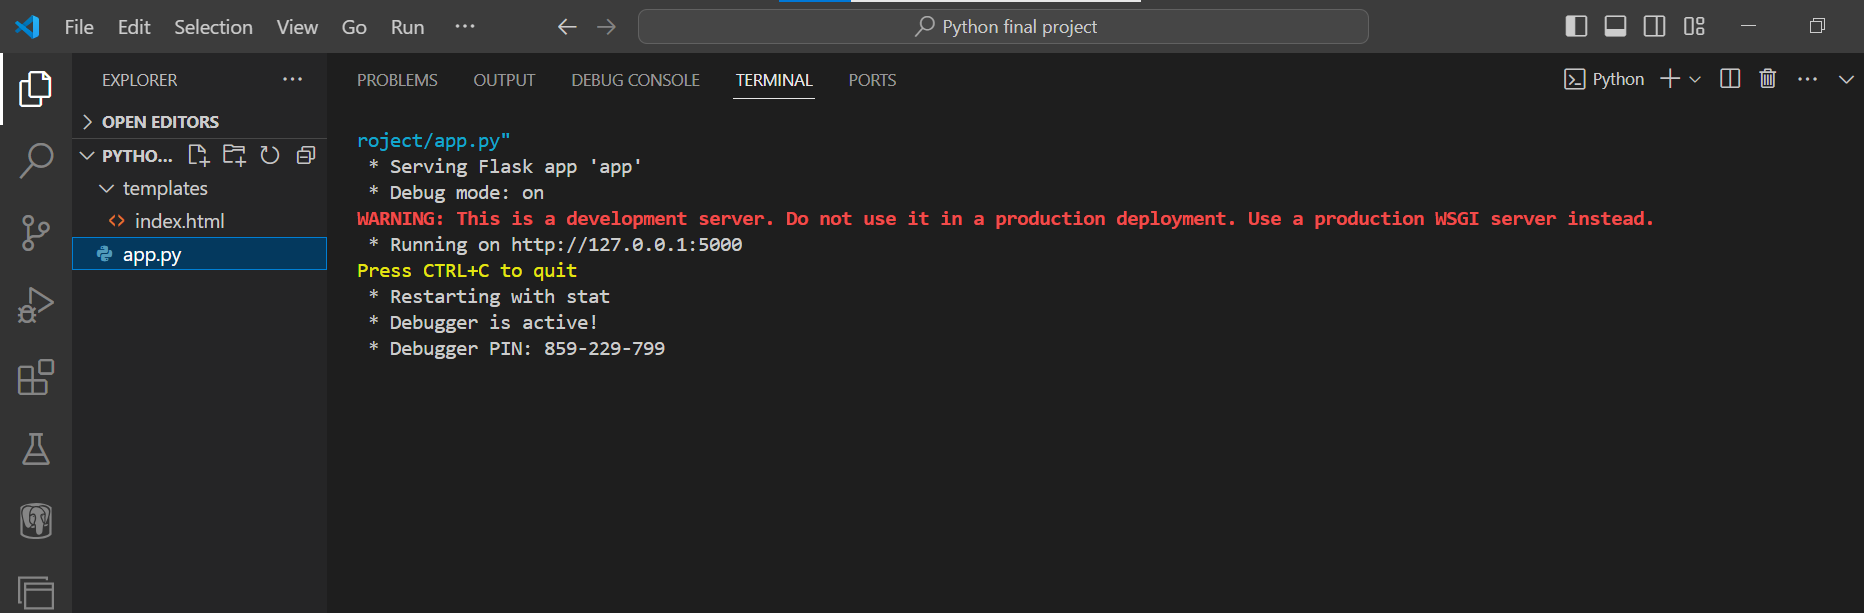 File Edit Selection View Go Run ···
Python final project
EXPLORER ···
OPEN EDITORS
PYTHO...
templates
<> index.html
app.py
PROBLEMS OUTPUT DEBUG CONSOLE TERMINAL PORTS
Python
roject/app.py"
* Serving Flask app 'app'
* Debug mode: on
WARNING: This is a development server. Do not use it in a production deployment. Use a production WSGI server instead.
* Running on http://127.0.0.1:5000
Press CTRL+C to quit
* Restarting with stat
* Debugger is active!
* Debugger PIN: 859-229-799